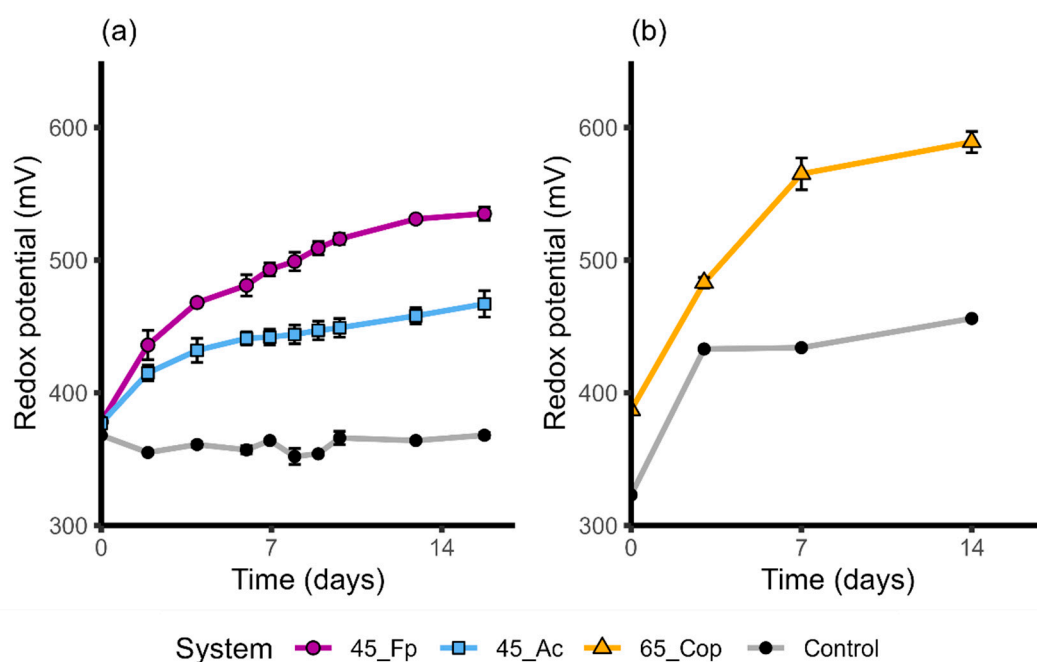 (a)
Redox potential (mV)
600
500
400
300
0
7
14
Time (days)
(b)
Redox potential (mV)
600
500
400
300
0
7
14
Time (days)
System 45_Fp 45_Ac 65_Cop Control